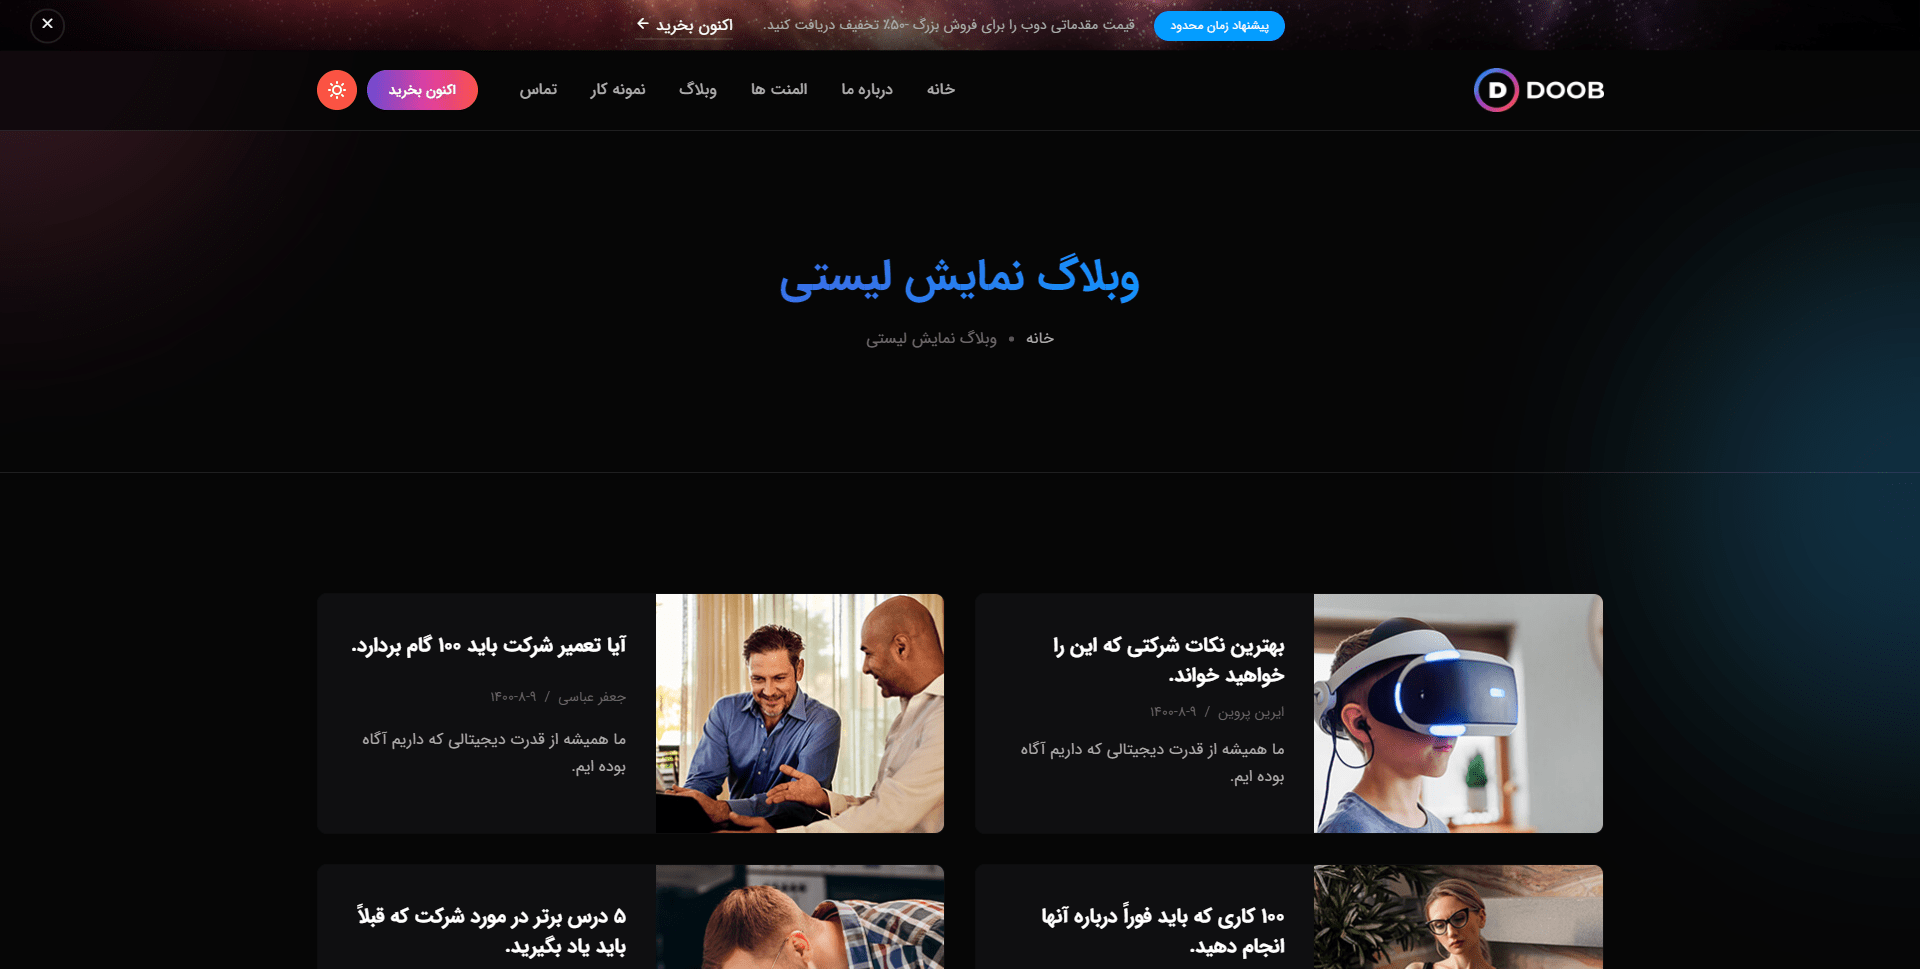 پیشنهاد زمان محدود قیمت مقدماتی دوب را برای فروش بزرگ -۵۰٪ تخفیف دریافت کنید. اکنون بخرید
DOOB
خانه درباره ما المنت ها وبلاگ نمونه کار تماس اکنون بخرید
وبلاگ نمایش لیستی
خانه • وبلاگ نمایش لیستی
بهترین نکات شرکتی که این را
خواهید خواند.
ایرین پروین / ۹-۸-۱۴۰۰
ما همیشه از قدرت دیجیتالی که داریم آگاه
بوده ایم.
آیا تعمیر شرکت باید ۱۰۰ گام بردارد.
جعفر عباسی / ۹-۸-۱۴۰۰
ما همیشه از قدرت دیجیتالی که داریم آگاه
بوده ایم.
۱۰۰ کاری که باید فوراً درباره آنها
انجام دهید.
۵ درس برتر در مورد شرکت که قبلاً
باید یاد بگیرید.